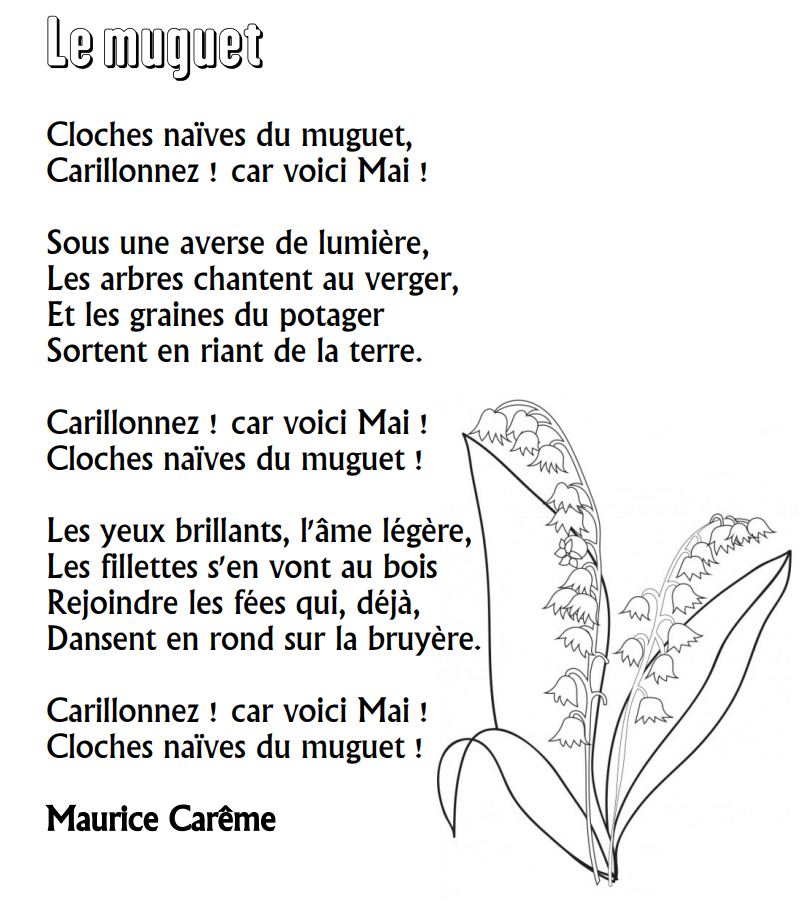 Le muguet
Cloches naïves du muguet,
Carillonnez ! car voici Mai !
Sous une averse de lumière,
Les arbres chantent au verger,
Et les graines du potager
Sortent en riant de la terre.
Carillonnez ! car voici Mai !
Cloches naïves du muguet !
Les yeux brillants, l'âme légère,
Les fillettes s'en vont au bois
Rejoindre les fées qui, déjà,
Dansent en rond sur la bruyère.
Carillonnez ! car voici Mai !
Cloches naïves du muguet !
Maurice Carême